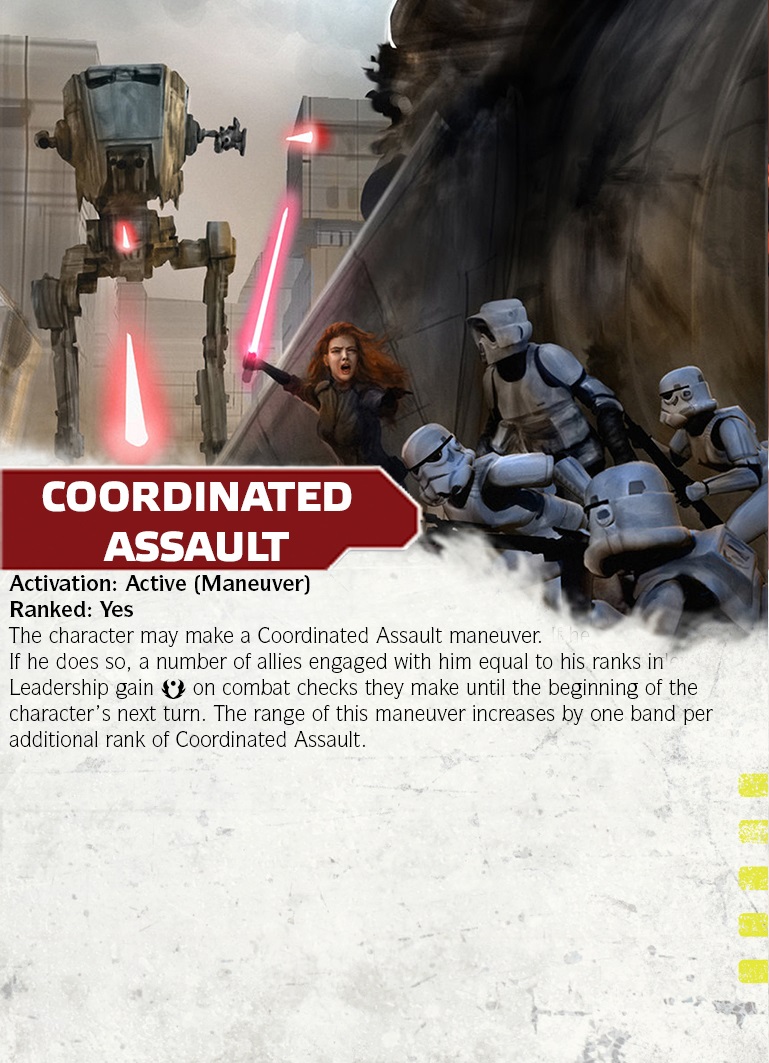 COORDINATED
ASSAULT
Activation: Active (Maneuver)
Ranked: Yes
The character may make a Coordinated Assault maneuver.
If he does so, a number of allies engaged with him equal to his ranks in
Leadership gain on combat checks they make until the beginning of the
character's next turn. The range of this maneuver increases by one band per
additional rank of Coordinated Assault.